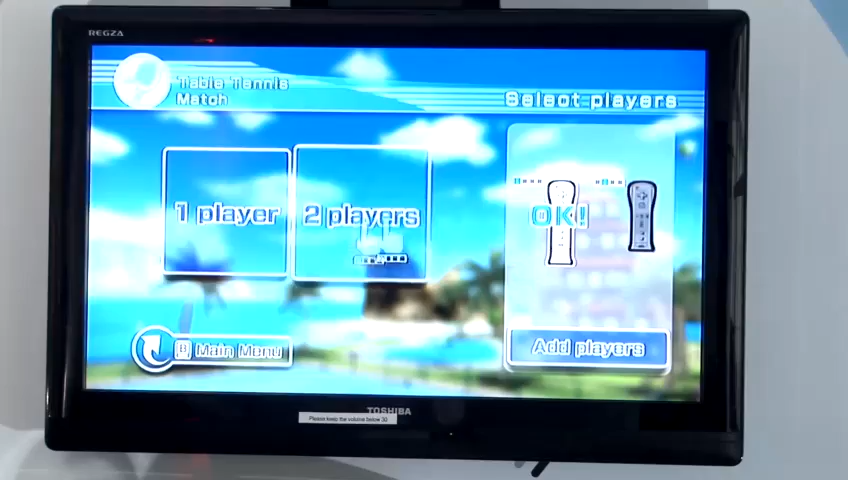 REGZA
Table Tennis
Match
Select players
1 player
2 players
OK!
B Main Menu
Add players
TOSHIBA
Please keep the volume below 30